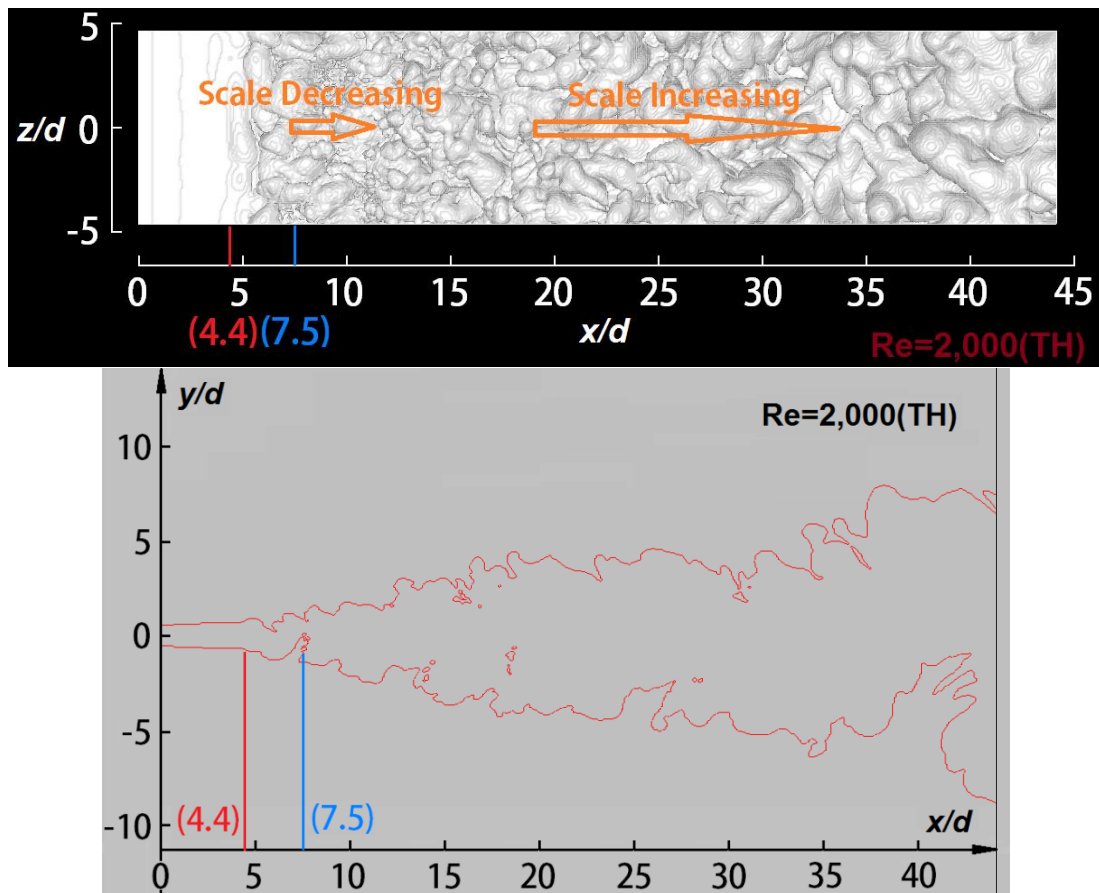 5
Scale Decreasing
Scale Increasing
z/d 0
-5
0 5 10 15 20 25 30 35 40 45
(4.4) (7.5) x/d
Re=2,000(TH)
y/d
Re=2,000(TH)
10
5
0
-5
(4.4) (7.5) x/d
-10
0 5 10 15 20 25 30 35 40